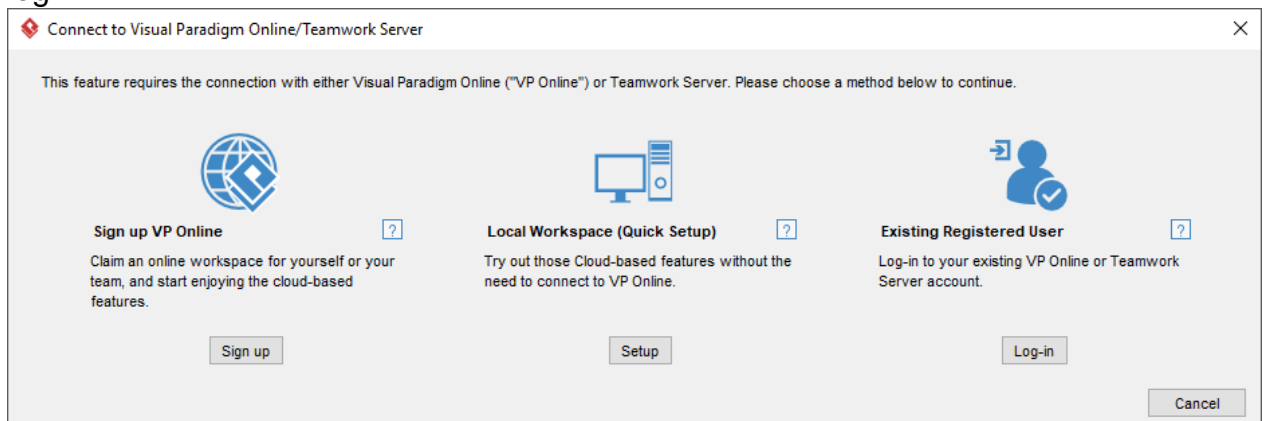 Connect to Visual Paradigm Online/Teamwork Server
This feature requires the connection with either Visual Paradigm Online ("VP Online") or Teamwork Server. Please choose a method below to continue.
Sign up VP Online ?
Claim an online workspace for yourself or your
team, and start enjoying the cloud-based
features.
Sign up
Local Workspace (Quick Setup) ?
Try out those Cloud-based features without the
need to connect to VP Online.
Setup
Existing Registered User ?
Log-in to your existing VP Online or Teamwork
Server account.
Log-in
Cancel